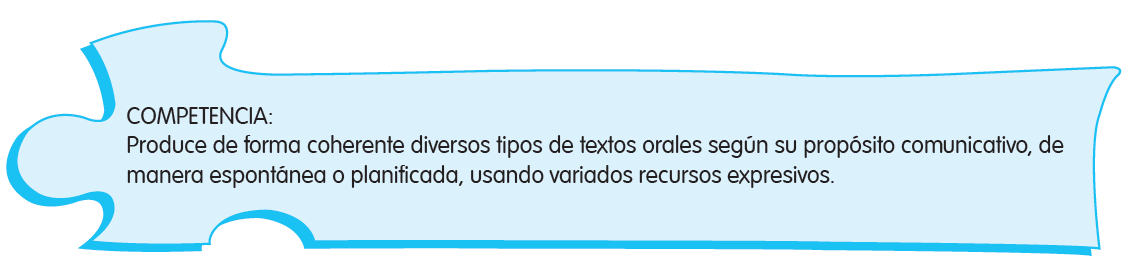 COMPETENCIA:
Produce de forma coherente diversos tipos de textos orales según su propósito comunicativo, de
manera espontánea o planificada, usando variados recursos expresivos.